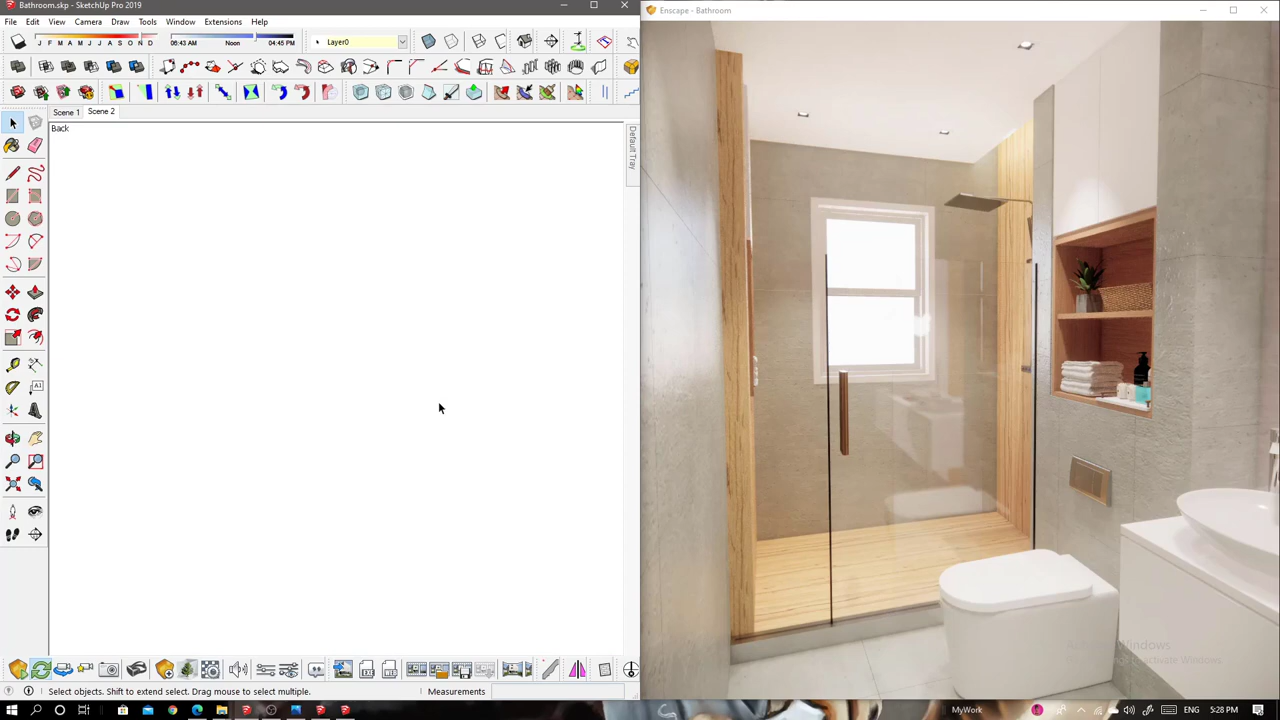 Bathroom.skp - SketchUp Pro 2019
Enscape - Bathroom
File Edit View Camera Draw Tools Window Extensions Help
J F M A M J J A S O N D
06:43 AM Noon 04:45 PM
Layer0
Scene 1 Scene 2
Back
Default Tray
Activate Windows
Select objects. Shift to extend select. Drag mouse to select multiple.
Measurements
MyWork
ENG
5:28 PM